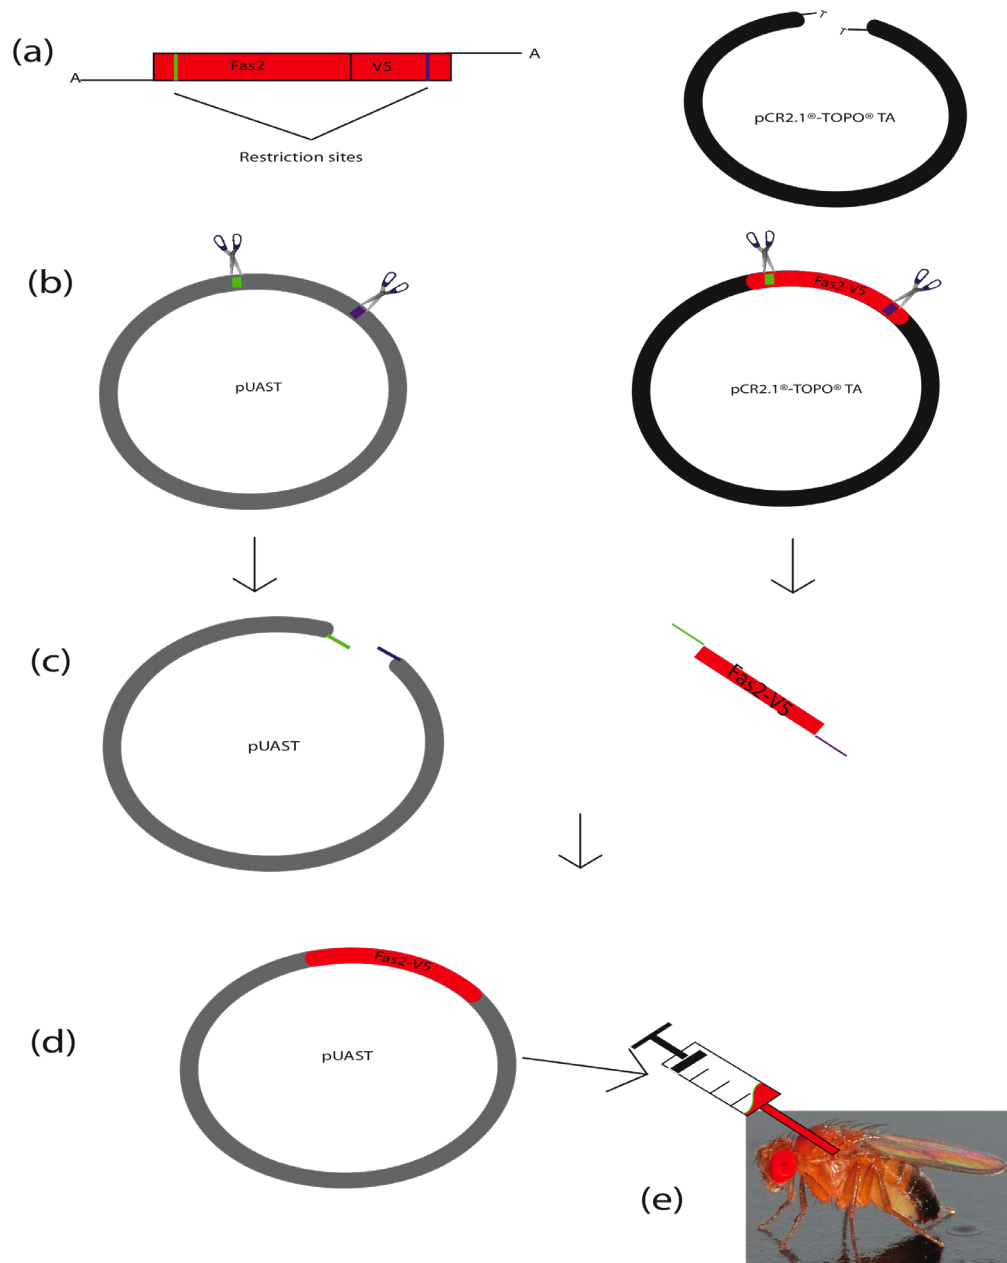 (a)
A
Fas2
V5
A
Restriction sites
T
T
pCR2.1®-TOPO® TA
(b)
pUAST
Fas2-V5
pCR2.1®-TOPO® TA
(c)
pUAST
Fas2-V5
(d)
Fas2-V5
pUAST
(e)